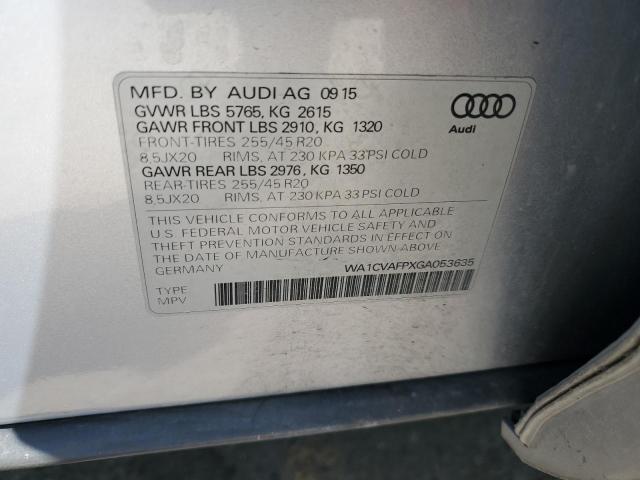 MFD. BY AUDI AG 09 15
GVWR LBS 5765, KG 2615
GAWR FRONT LBS 2910, KG 1320
FRONT-TIRES 255/45 R20
8,5JX20 RIMS, AT 230 KPA 33 PSI COLD
GAWR REAR LBS 2976, KG 1350
REAR-TIRES 255/45 R20
8,5JX20 RIMS, AT 230 KPA 33 PSI COLD
Audi
THIS VEHICLE CONFORMS TO ALL APPLICABLE
U.S. FEDERAL MOTOR VEHICLE SAFETY AND
THEFT PREVENTION STANDARDS IN EFFECT ON
THE DATE OF MANUFACTURE SHOWN ABOVE
GERMANY WA1CVAFPXGA053635
TYPE
MPV